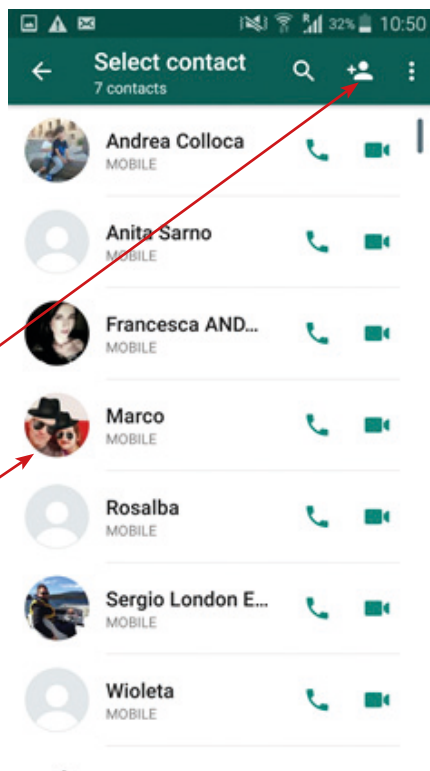 32% 10:50
Select contact
7 contacts
Andrea Colloca
MOBILE
Anita Sarno
MOBILE
Francesca AND...
MOBILE
Marco
MOBILE
Rosalba
MOBILE
Sergio London E...
MOBILE
Wioleta
MOBILE